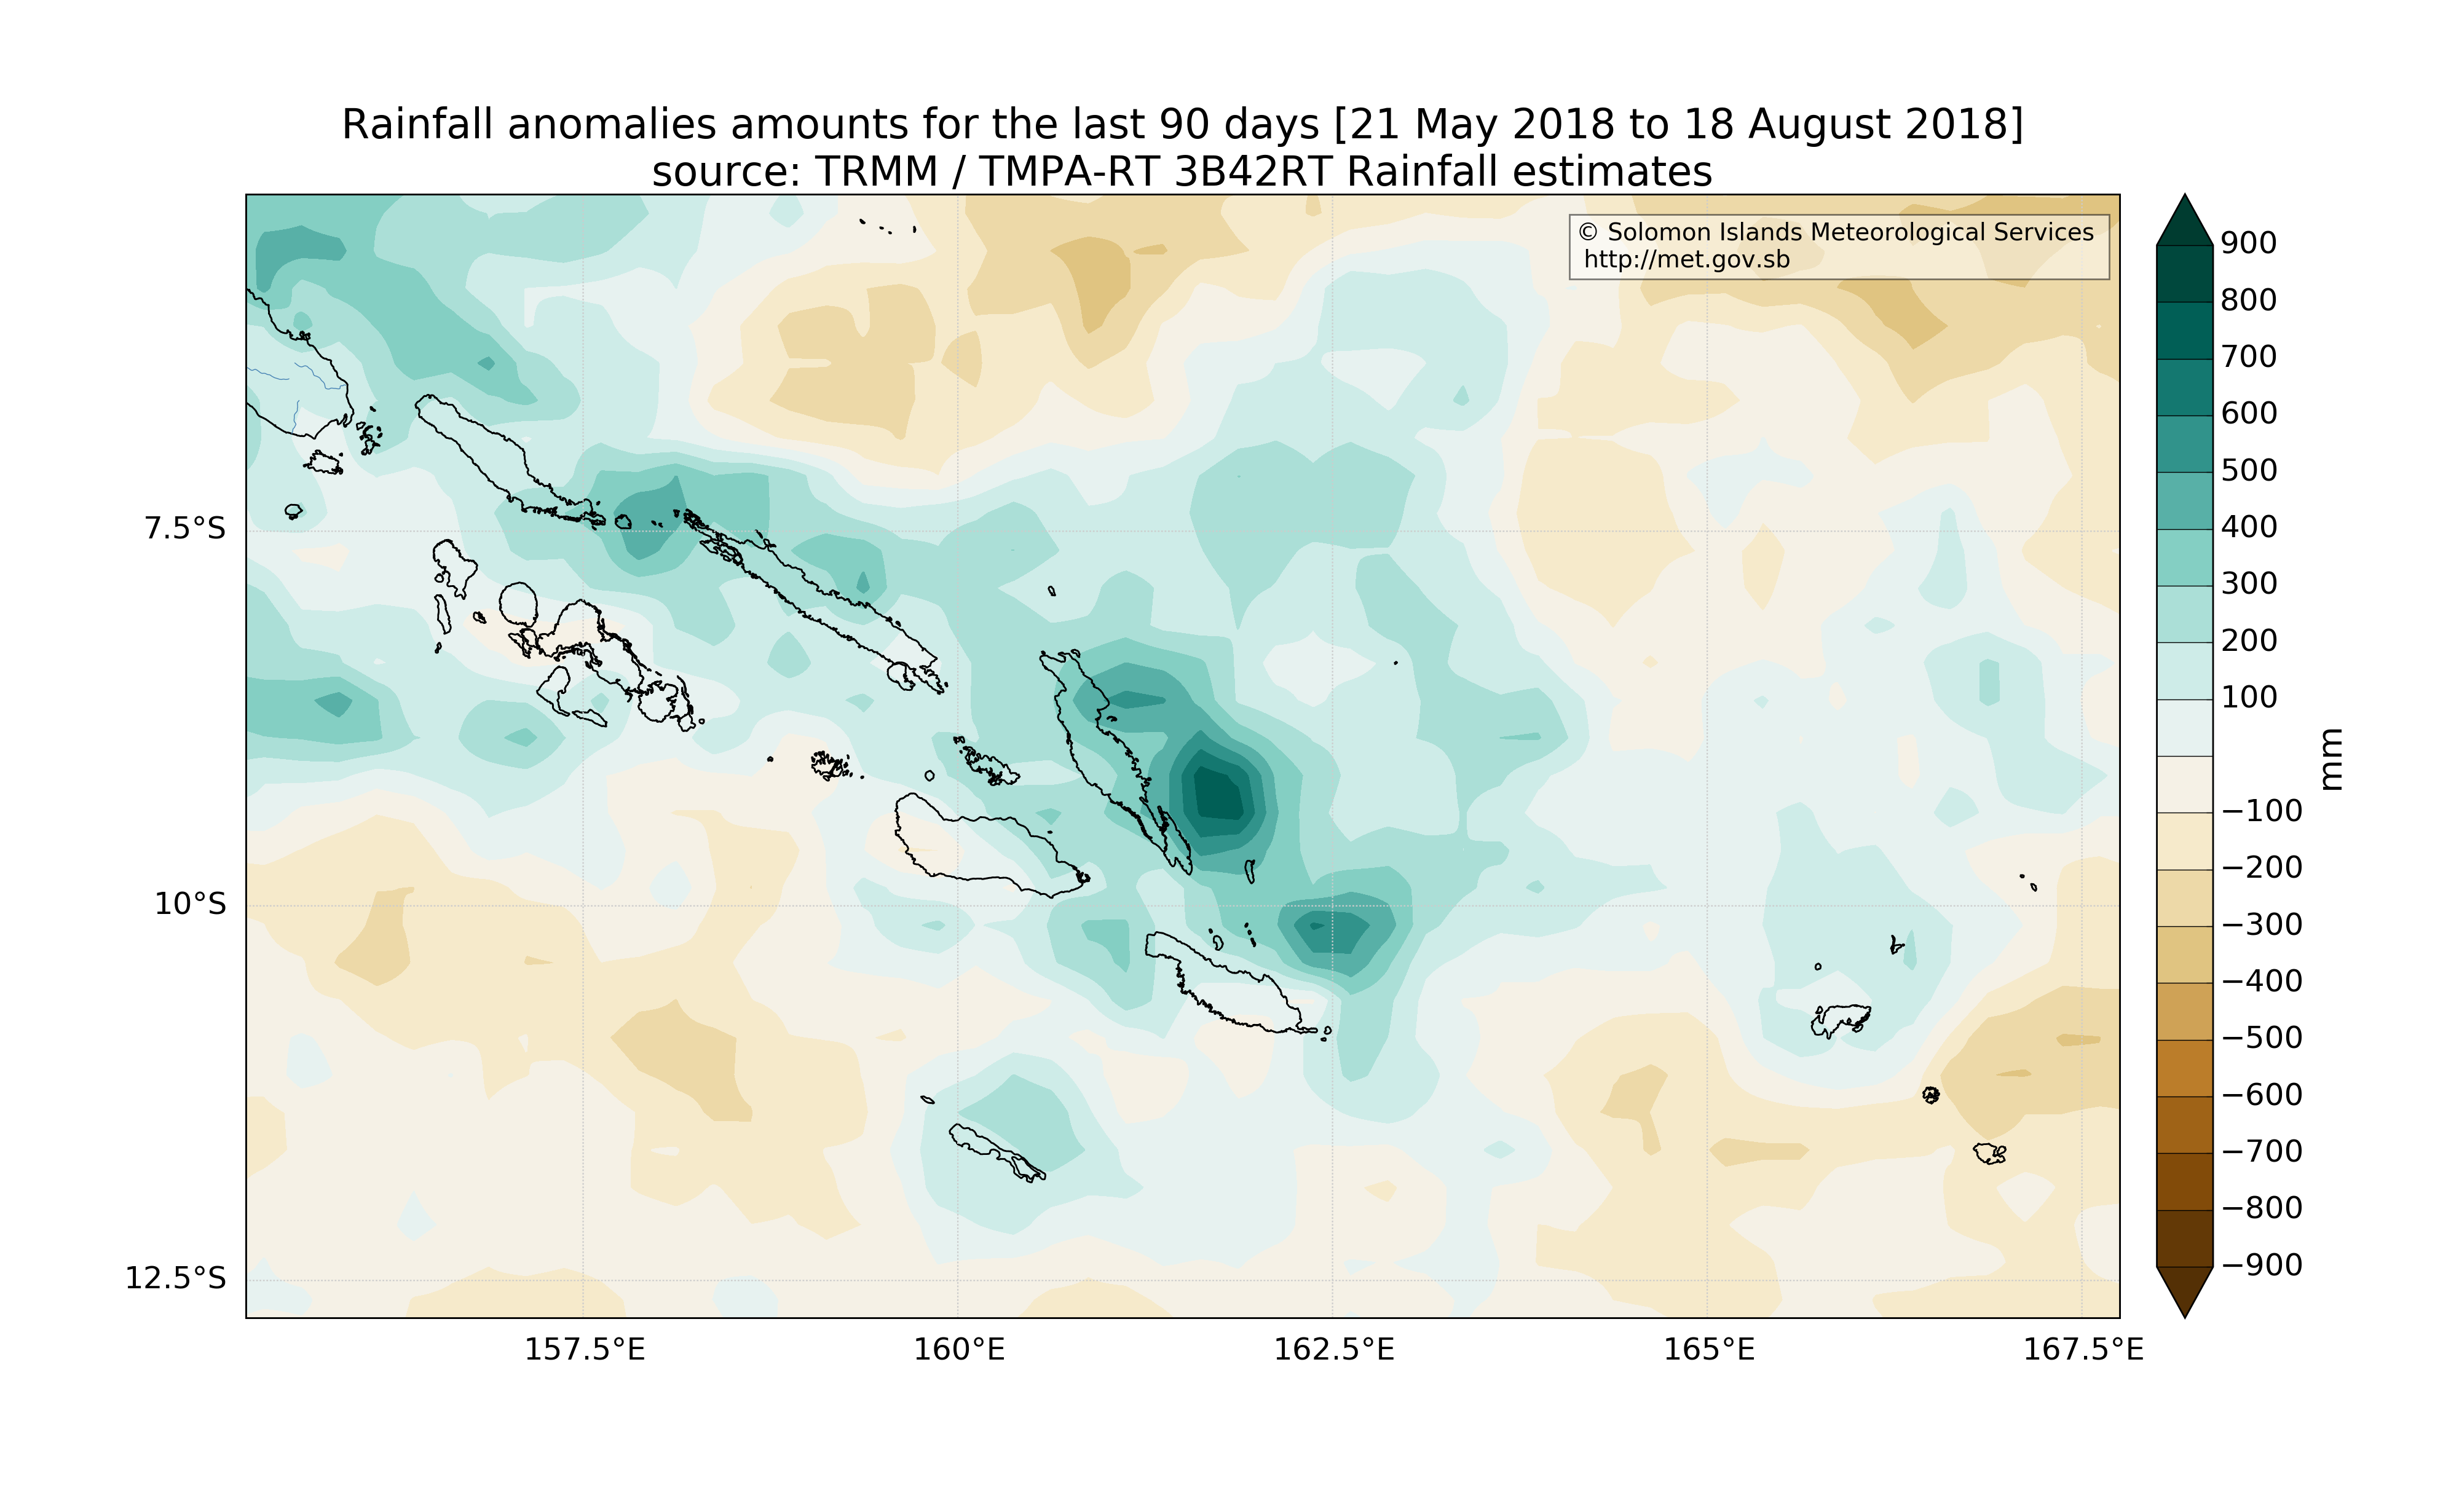 Rainfall anomalies amounts for the last 90 days [21 May 2018 to 18 August 2018]
source: TRMM / TMPA-RT 3B42RT Rainfall estimates
© Solomon Islands Meteorological Services
http://met.gov.sb
7.5°S
10°S
12.5°S
157.5°E
160°E
162.5°E
165°E
167.5°E
900
800
700
600
500
400
300
200
100
−100
−200
−300
−400
−500
−600
−700
−800
−900
mm